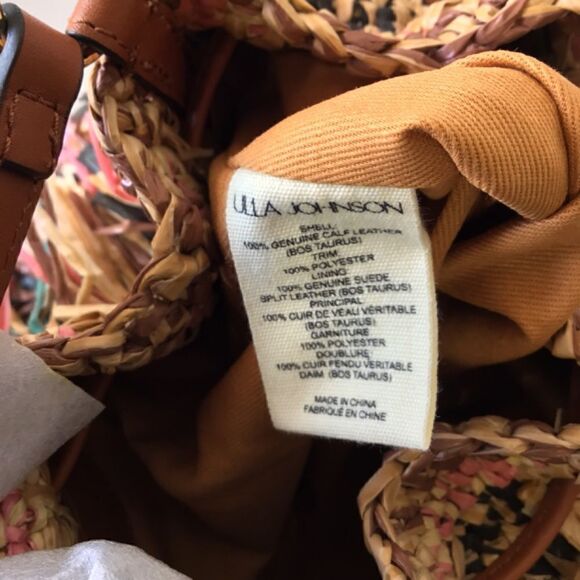 ULLA JOHNSON
SHELL
100% GENUINE CALF LEATHER
(BOS TAURUS)
TRIM
100% POLYESTER
LINING
100% GENUINE SUEDE
SPLIT LEATHER (BOS TAURUS)
PRINCIPAL
100% CUIR DE VEAU VÉRITABLE
(BOS TAURUS)
GARNITURE
100% POLYESTER
DOUBLURE
100% CUIR FENDU VÉRITABLE
DAIM (BOS TAURUS)
MADE IN CHINA
FABRIQUÉ EN CHINE